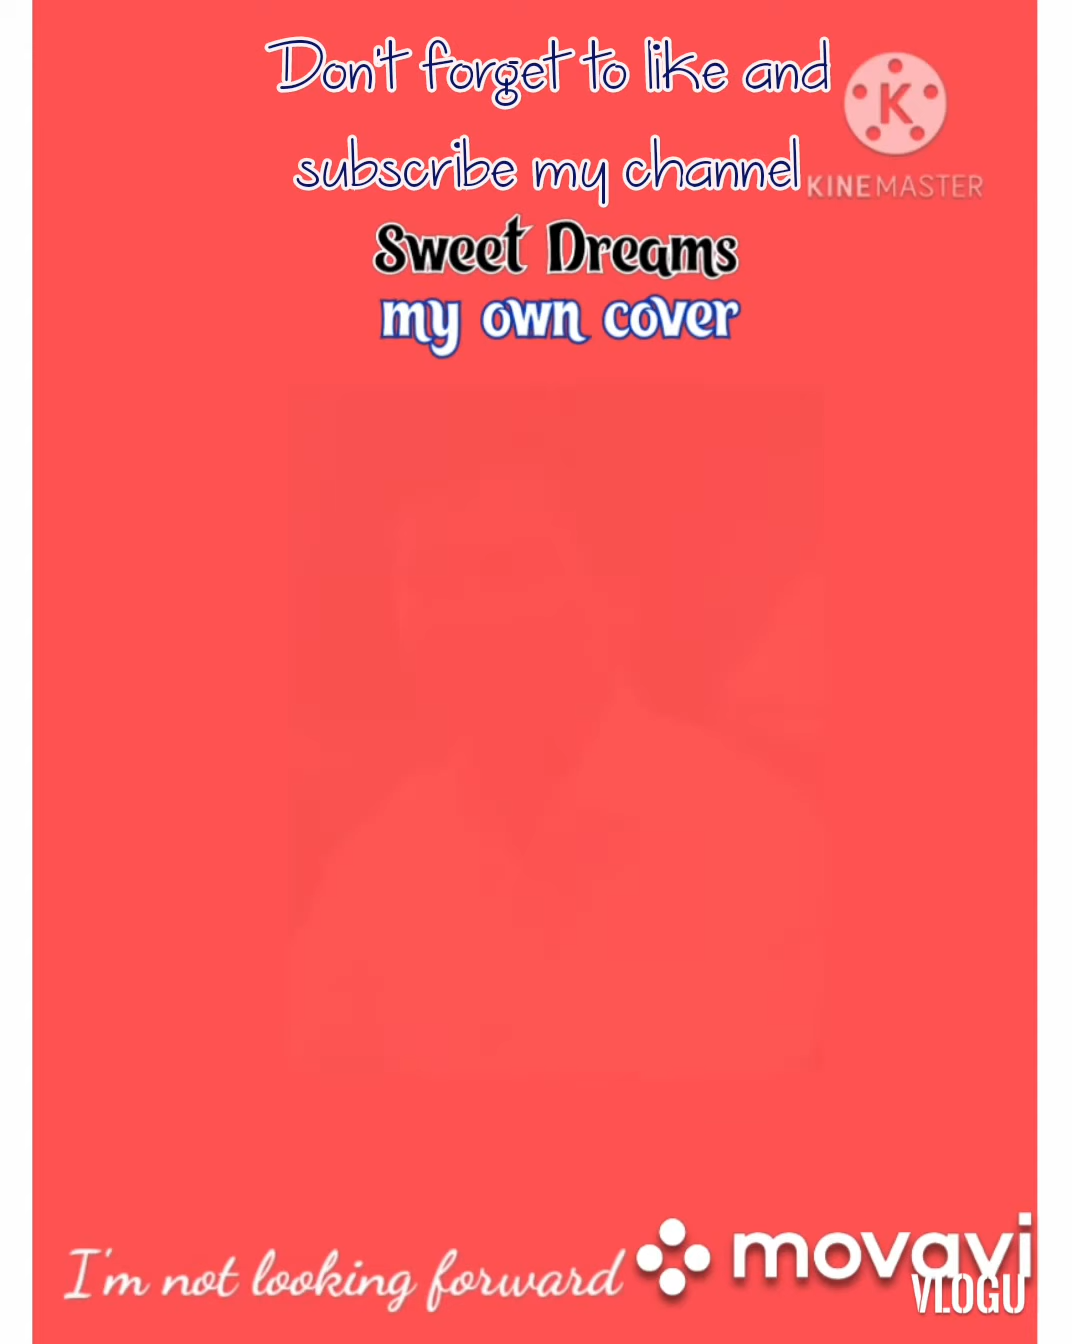 Don't forget to like and
subscribe my channel
K
KINEMASTER
Sweet Dreams
my own cover
I'm not looking forward
movavi
VLOGU